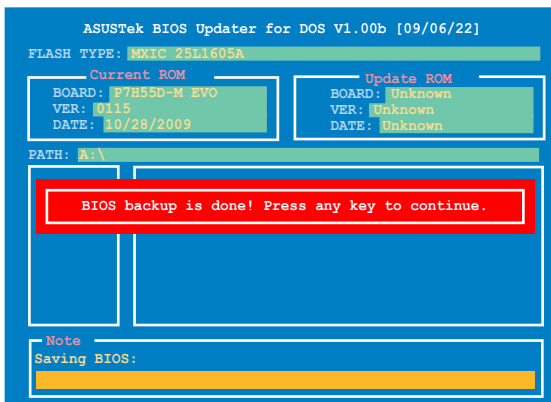 ASUSTek BIOS Updater for DOS V1.00b [09/06/22]
FLASH TYPE: MXIC 25L1605A
Current ROM
BOARD: P7H55D-M EVO
VER: 0115
DATE: 10/28/2009
Update ROM
BOARD: Unknown
VER: Unknown
DATE: Unknown
PATH: A:\
BIOS backup is done! Press any key to continue.
Note
Saving BIOS: